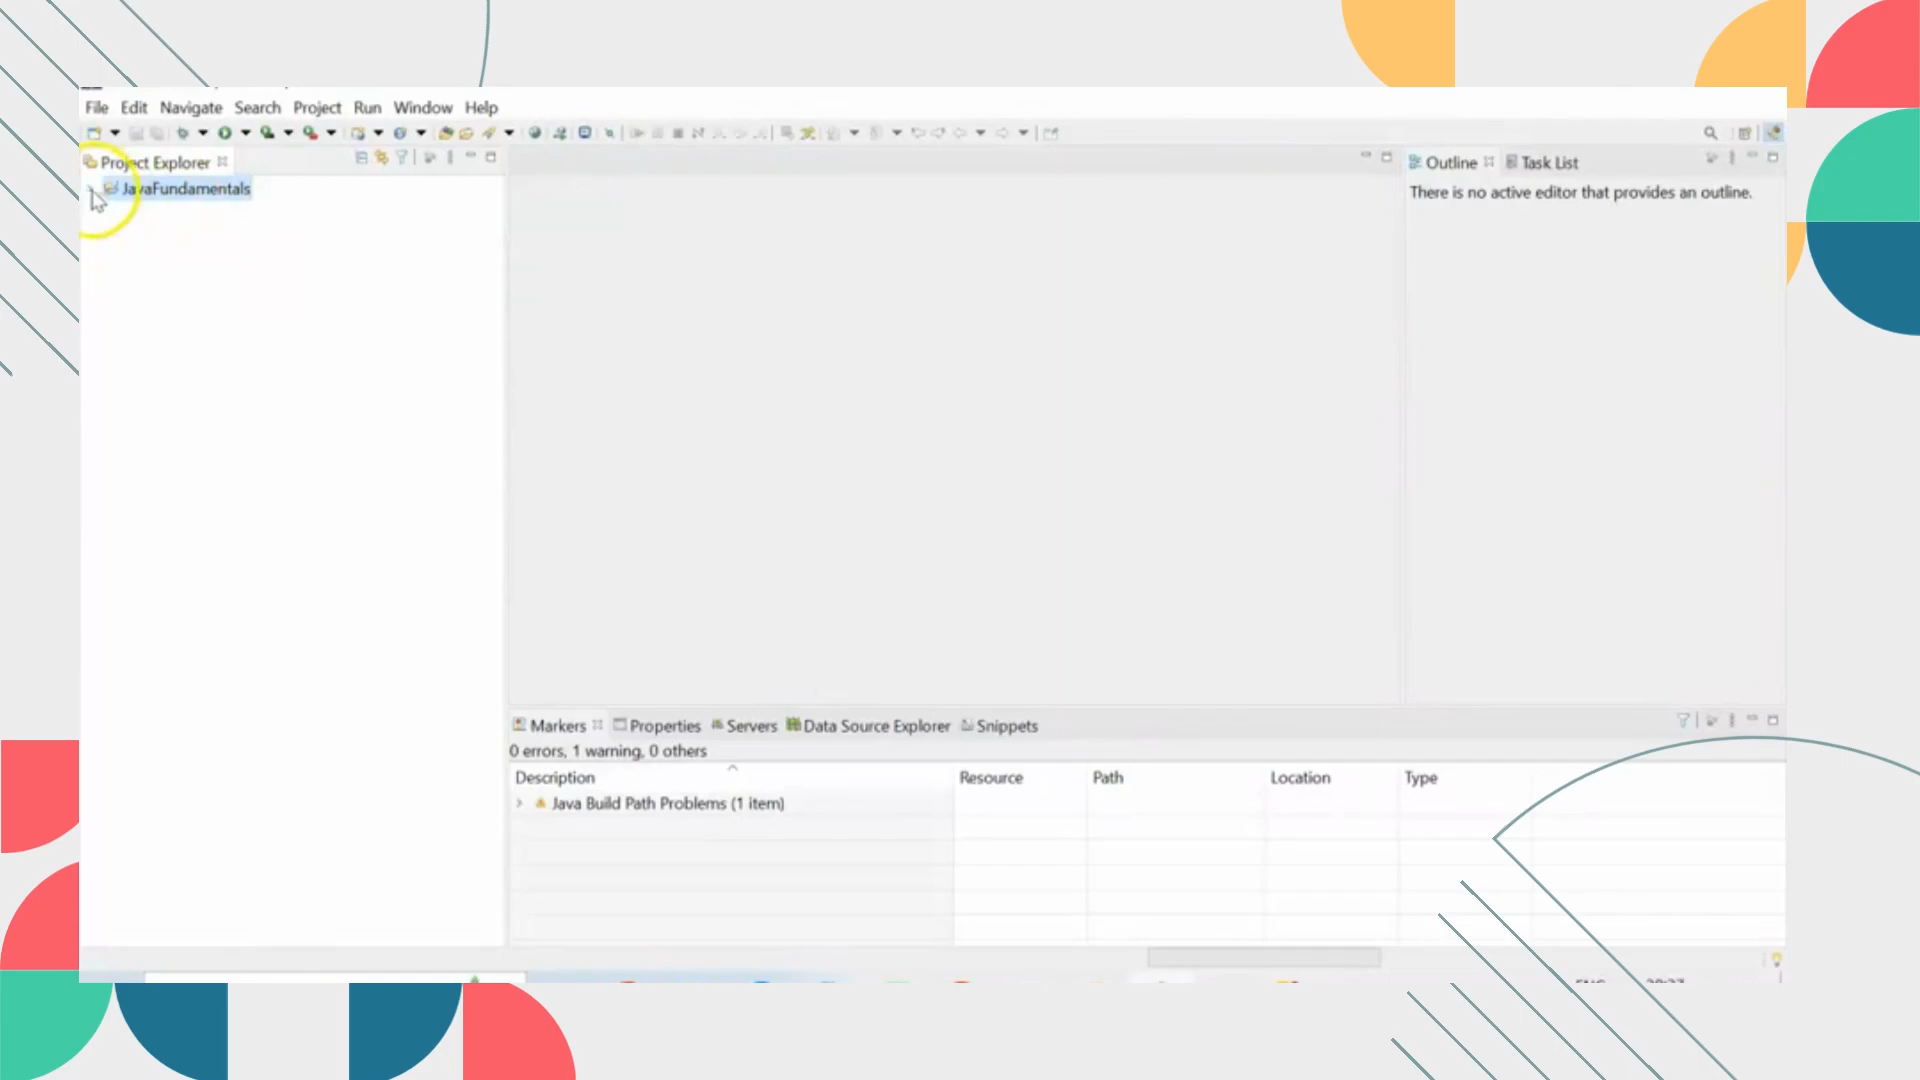 File Edit Navigate Search Project Run Window Help
Project Explorer
JavaFundamentals
Outline Task List
There is no active editor that provides an outline.
Markers Properties Servers Data Source Explorer Snippets
0 errors, 1 warning, 0 others
Description Resource Path Location Type
Java Build Path Problems (1 item)